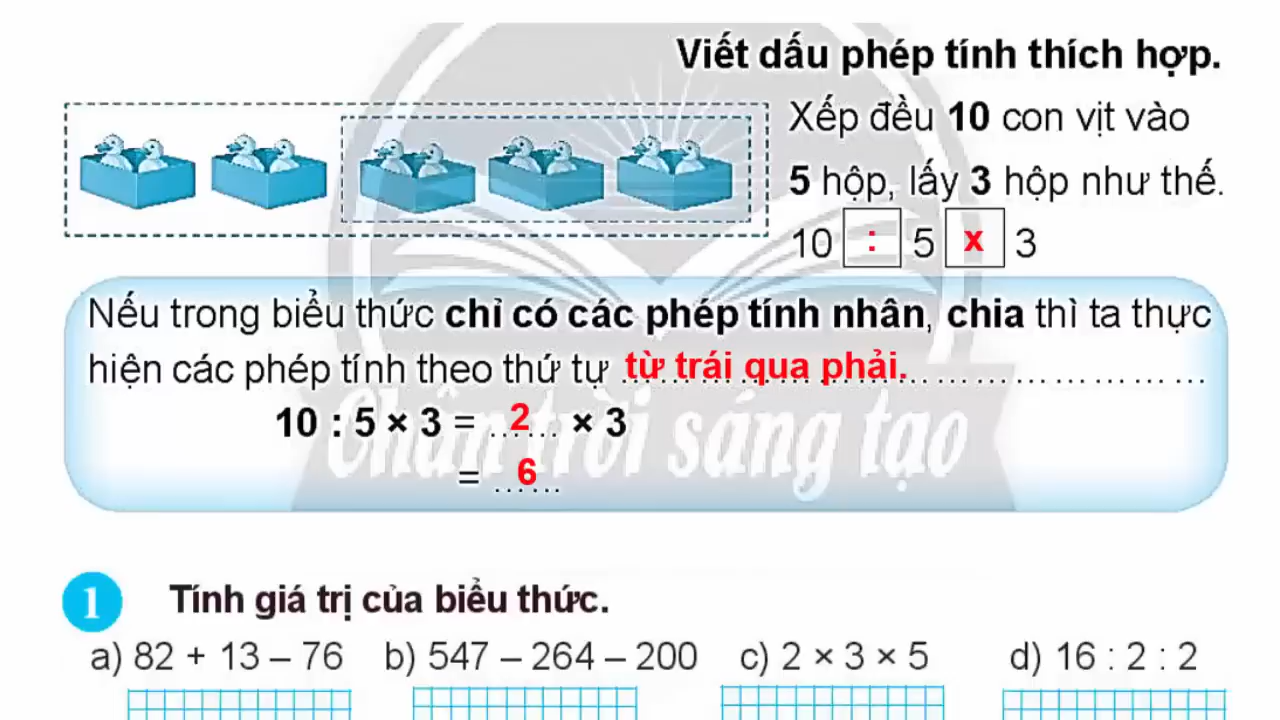 Viết dấu phép tính thích hợp.
Xếp đều 10 con vịt vào
5 hộp, lấy 3 hộp như thế.
10 : 5 x 3
Nếu trong biểu thức chỉ có các phép tính nhân, chia thì ta thực
hiện các phép tính theo thứ tự từ trái qua phải.
10 : 5 × 3 = 2 × 3
= 6
Chân trời sáng tạo
1 Tính giá trị của biểu thức.
a) 82 + 13 – 76 b) 547 – 264 – 200 c) 2 × 3 × 5 d) 16 : 2 : 2